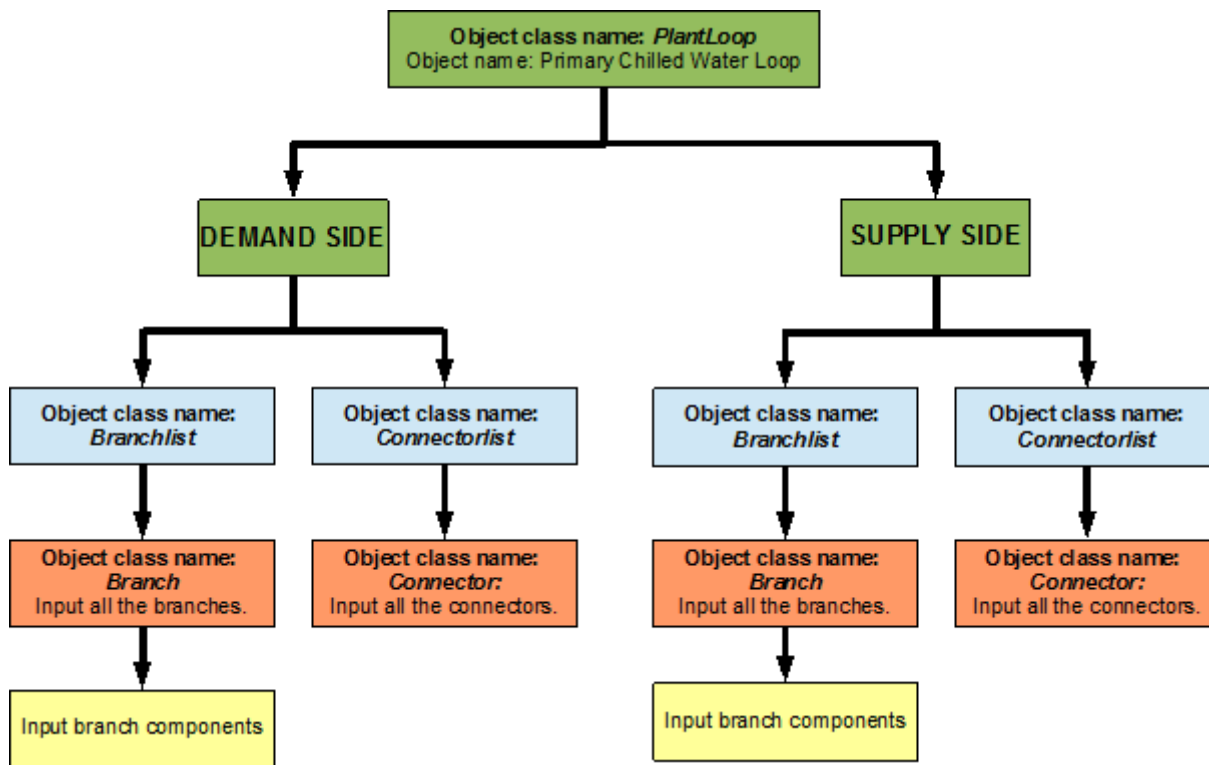 Object class name: PlantLoop
Object name: Primary Chilled Water Loop
DEMAND SIDE
SUPPLY SIDE
Object class name:
Branchlist
Object class name:
Connectorlist
Object class name:
Branchlist
Object class name:
Connectorlist
Object class name:
Branch
Input all the branches.
Object class name:
Connector:
Input all the connectors.
Object class name:
Branch
Input all the branches.
Object class name:
Connector:
Input all the connectors.
Input branch components
Input branch components